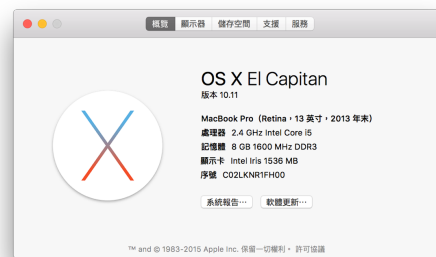 概覽 顯示器 儲存空間 支援 服務
OS X El Capitan
版本 10.11
MacBook Pro（Retina，13 英寸，2013 年末）
處理器 2.4 GHz Intel Core i5
記憶體 8 GB 1600 MHz DDR3
顯示卡 Intel Iris 1536 MB
序號 C02LKNR1FH00
系統報告⋯ 軟體更新⋯
™ and © 1983-2015 Apple Inc. 保留一切權利。 許可協議